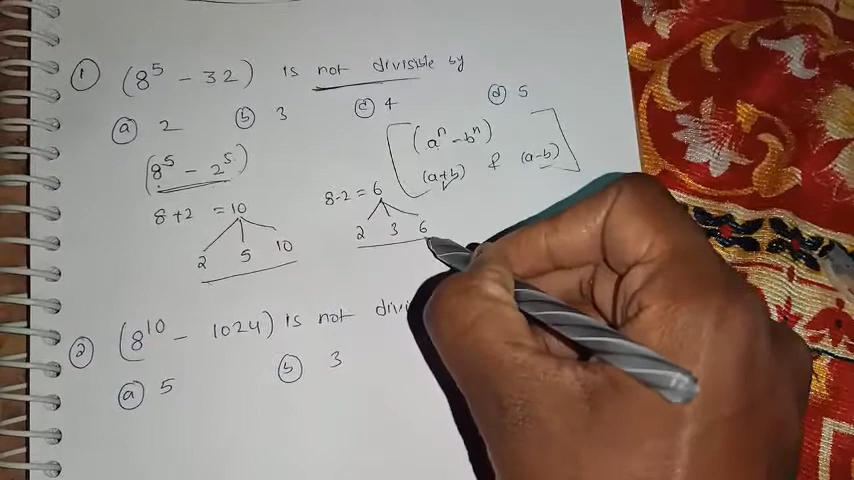 ① (8⁵ - 32) is not divisible by
ⓐ 2 ⓑ 3 ⓒ 4 ⓓ 5
(8⁵ - 2⁵)
[(aⁿ - bⁿ)
(a+b) & (a-b)]
8+2 = 10
2 5 10
8-2 = 6
2 3 6
② (8¹⁰ - 1024) is not divi
ⓐ 5 ⓑ 3